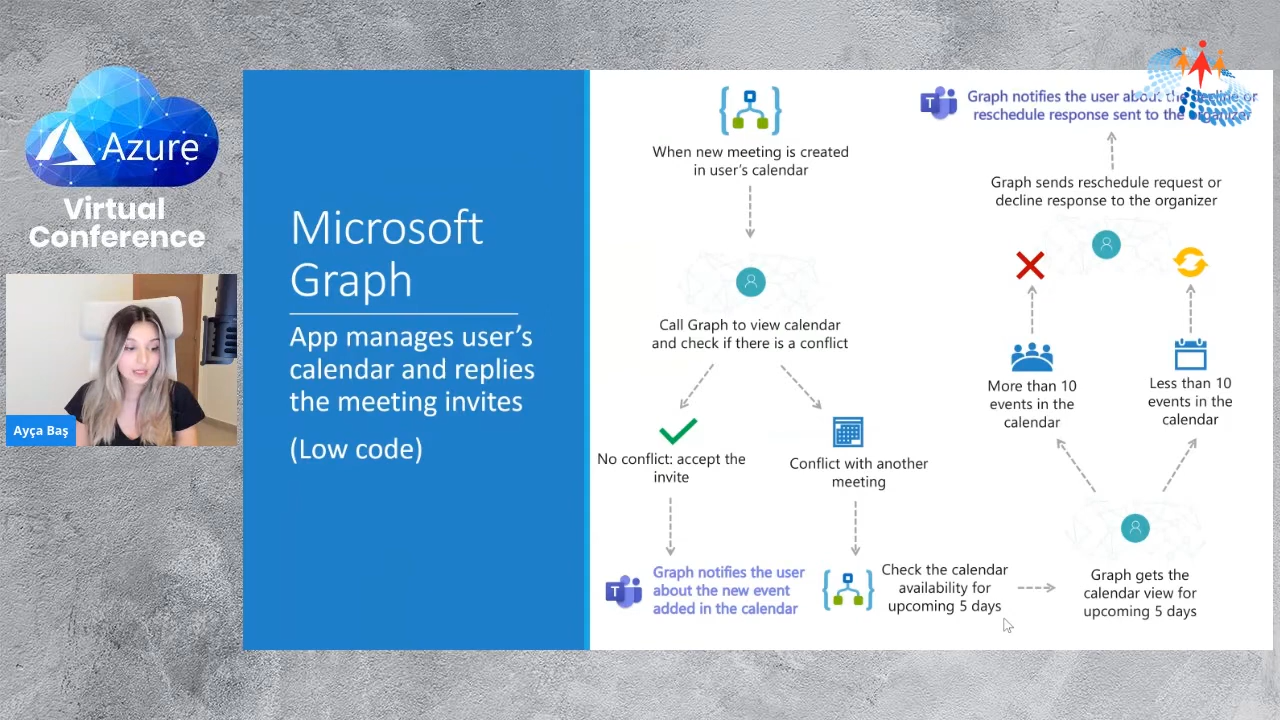 Azure
Virtual
Conference
Ayça Baş
Microsoft
Graph
App manages user's
calendar and replies
the meeting invites
(Low code)
When new meeting is created
in user's calendar
Call Graph to view calendar
and check if there is a conflict
No conflict: accept the
invite
Conflict with another
meeting
T
Graph notifies the user
about the new event
added in the calendar
Check the calendar
availability for
upcoming 5 days
Graph gets the
calendar view for
upcoming 5 days
More than 10
events in the
calendar
Less than 10
events in the
calendar
Graph sends reschedule request or
decline response to the organizer
T
Graph notifies the user about the decline or
reschedule response sent to the organizer